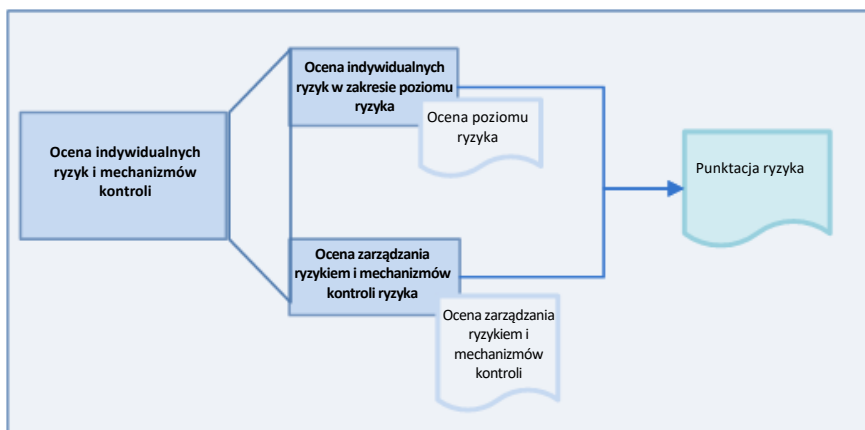 Ocena indywidualnych
ryzyk i mechanizmów
kontroli
Ocena indywidualnych
ryzyk w zakresie poziomu
ryzyka
Ocena poziomu
ryzyka
Ocena zarządzania
ryzykiem i mechanizmów
kontroli ryzyka
Ocena zarządzania
ryzykiem i
mechanizmów
kontroli
Punktacja ryzyka